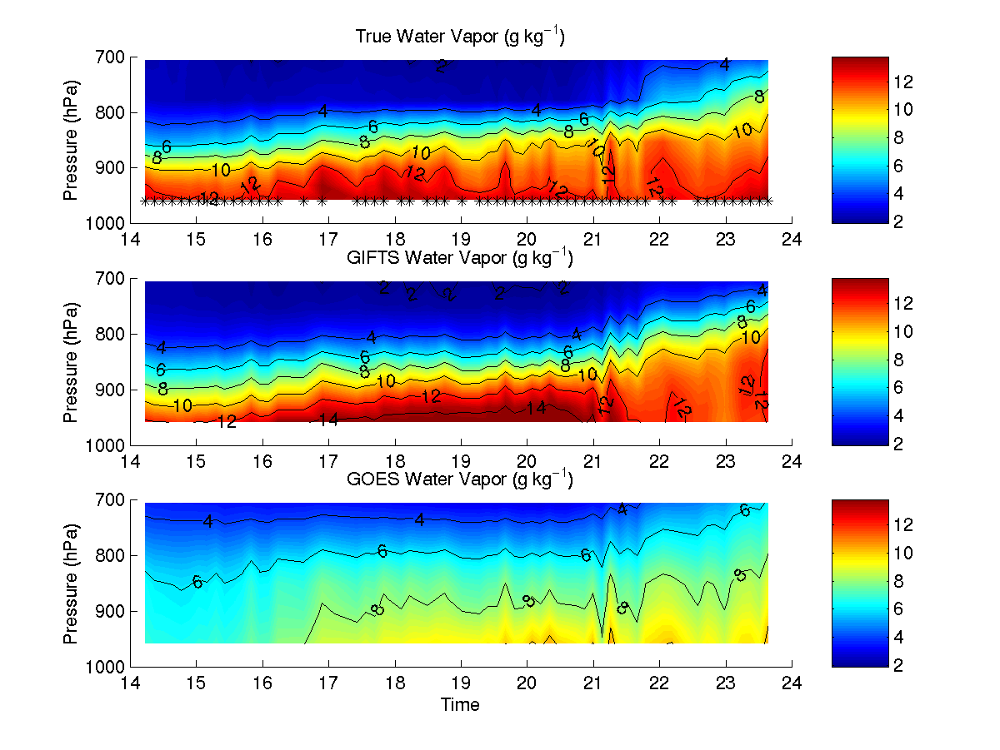 True Water Vapor (g kg−1)
Pressure (hPa)
700
800
900
1000
14 15 16 17 18 19 20 21 22 23 24
2 4 4 4 6 6 6 8 8 8 8 10 10 10 10 12 12 12 12 12 12
12
10
8
6
4
2
GIFTS Water Vapor (g kg−1)
Pressure (hPa)
700
800
900
1000
14 15 16 17 18 19 20 21 22 23 24
2 2 2 2 2 4 4 4 4 6 6 6 6 8 8 8 8 10 10 10 10 12 12 12 12 12 12 14 14
12
10
8
6
4
2
GOES Water Vapor (g kg−1)
Pressure (hPa)
700
800
900
1000
14 15 16 17 18 19 20 21 22 23 24
4 4 4 6 6 6 6 8 8 8 8
12
10
8
6
4
2
Time